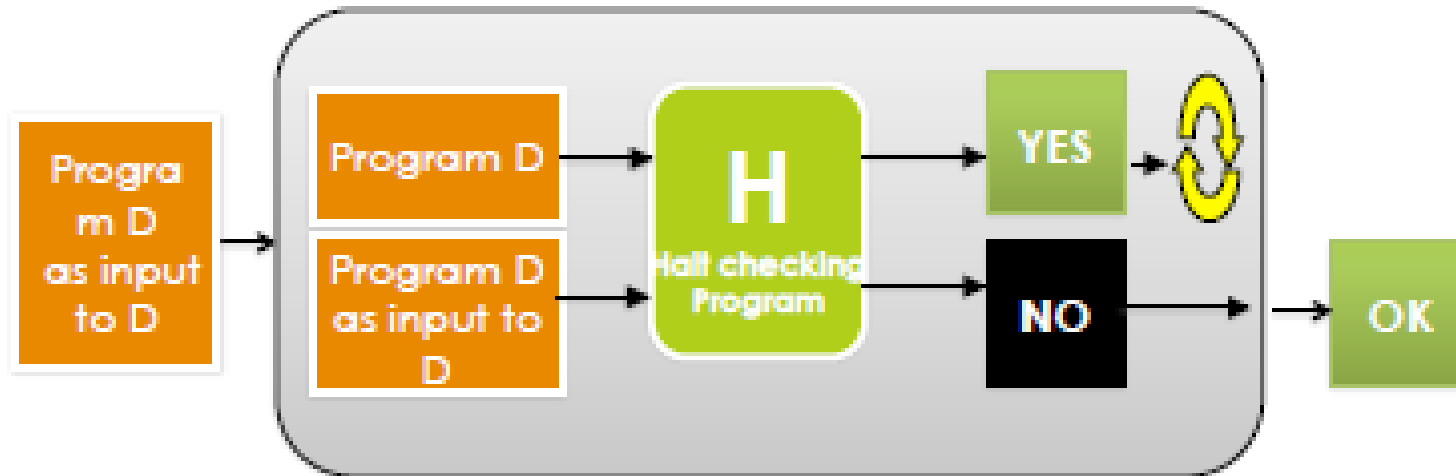 Progra
m D
as input
to D
Program D
Program D
as input to
D
H
Halt checking
Program
YES
NO
OK